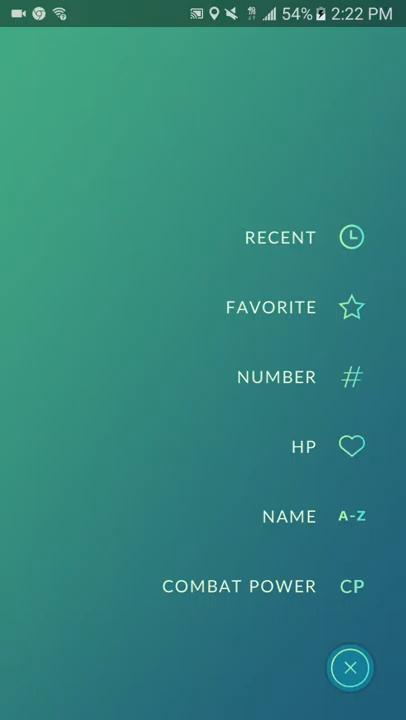 54% 2:22 PM
RECENT
FAVORITE
NUMBER #
HP
NAME A-Z
COMBAT POWER CP